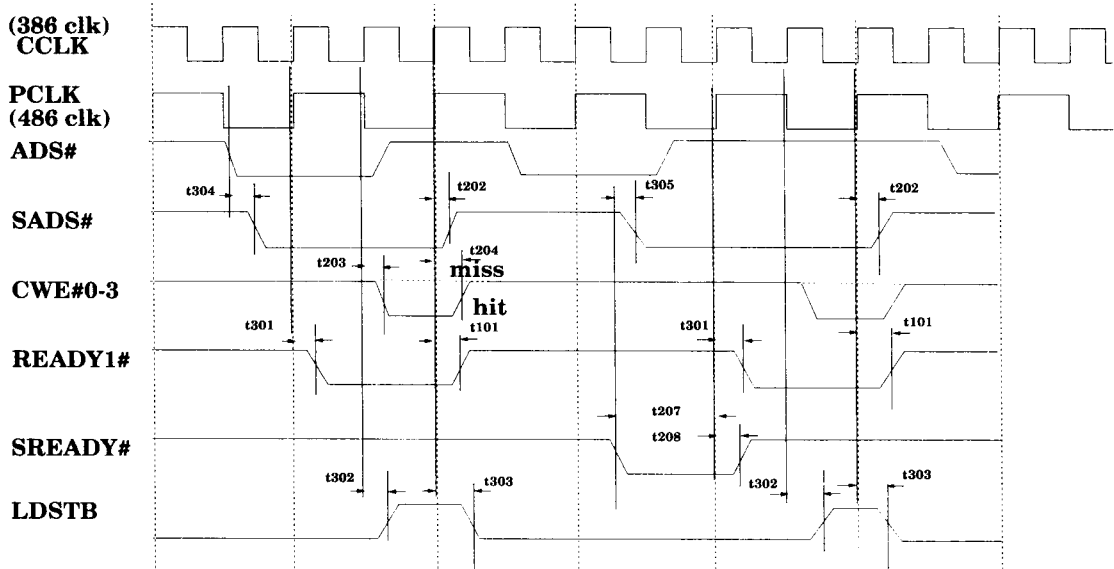 (386 clk)
CCLK
PCLK
(486 clk)
ADS#
t304
t202
t305
t202
SADS#
t203
t204
miss
CWE#0-3
hit
t301
t101
t301
t101
READY1#
t207
t208
SREADY#
t302
t303
t302
t303
LDSTB